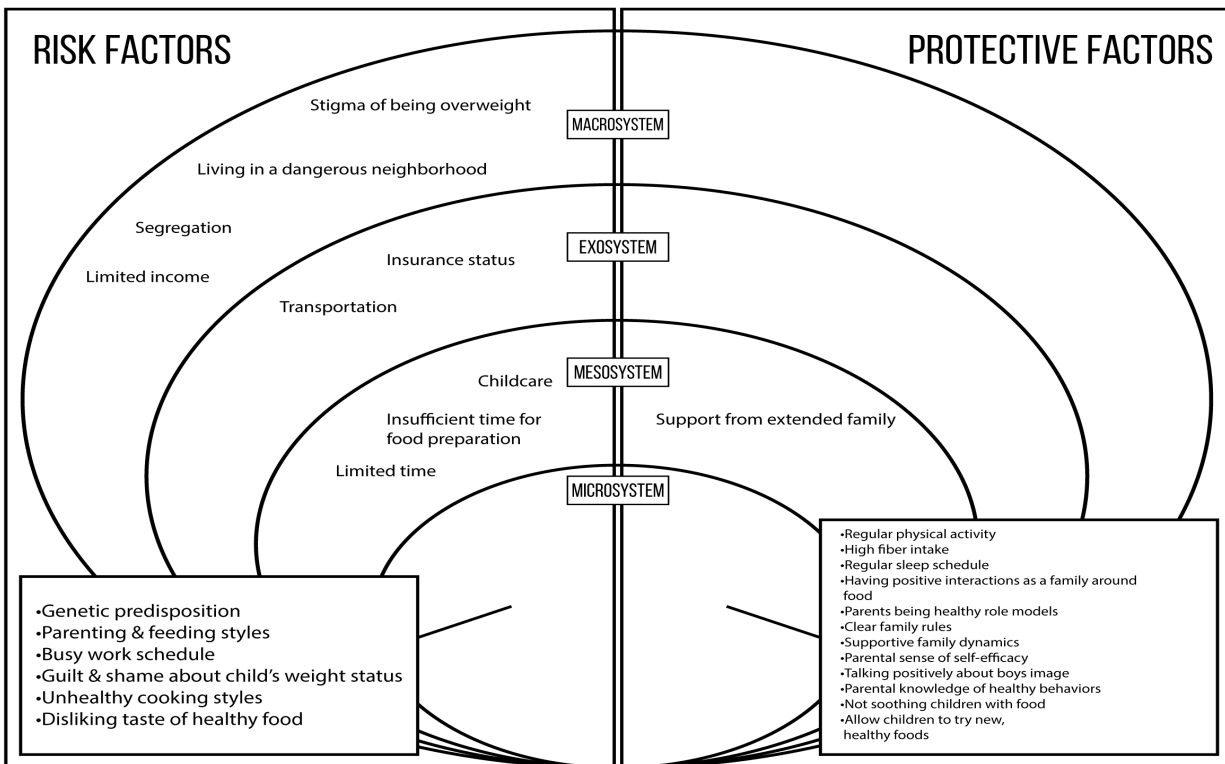 RISK FACTORS
PROTECTIVE FACTORS
Stigma of being overweight
MACROSYSTEM
Living in a dangerous neighborhood
Segregation
Limited income
EXOSYSTEM
Insurance status
Transportation
MESOSYSTEM
Childcare
Insufficient time for
food preparation
Limited time
Support from extended family
MICROSYSTEM
•Genetic predisposition
•Parenting & feeding styles
•Busy work schedule
•Guilt & shame about child's weight status
•Unhealthy cooking styles
•Disliking taste of healthy food
•Regular physical activity
•High fiber intake
•Regular sleep schedule
•Having positive interactions as a family around
food
•Parents being healthy role models
•Clear family rules
•Supportive family dynamics
•Parental sense of self-efficacy
•Talking positively about boys image
•Parental knowledge of healthy behaviors
•Not soothing children with food
•Allow children to try new,
healthy foods